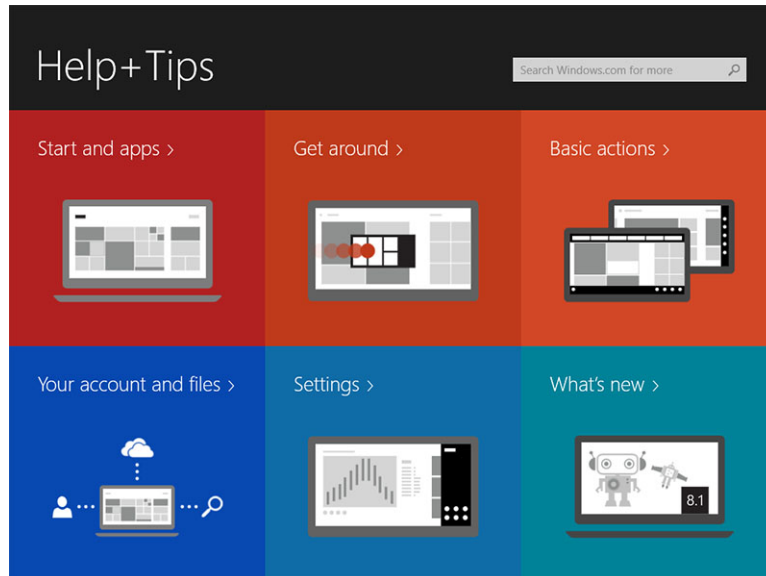 Help+Tips
Search Windows.com for more
Start and apps >
Get around >
Basic actions >
Your account and files >
Settings >
What's new >
8.1